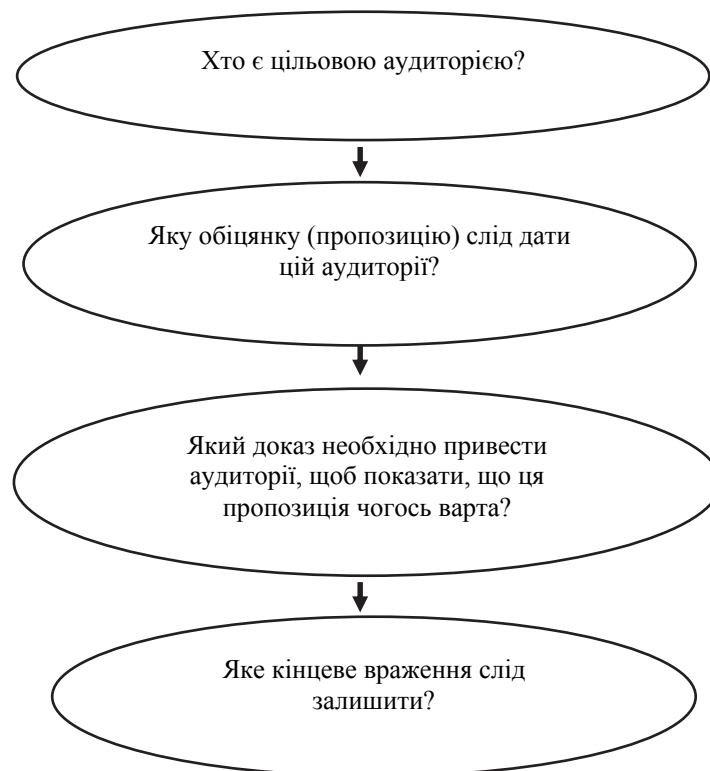 Хто є цільовою аудиторією?
Яку обіцянку (пропозицію) слід дати
цій аудиторії?
Який доказ необхідно привести
аудиторії, щоб показати, що ця
пропозиція чогось варта?
Яке кінцеве враження слід
залишити?